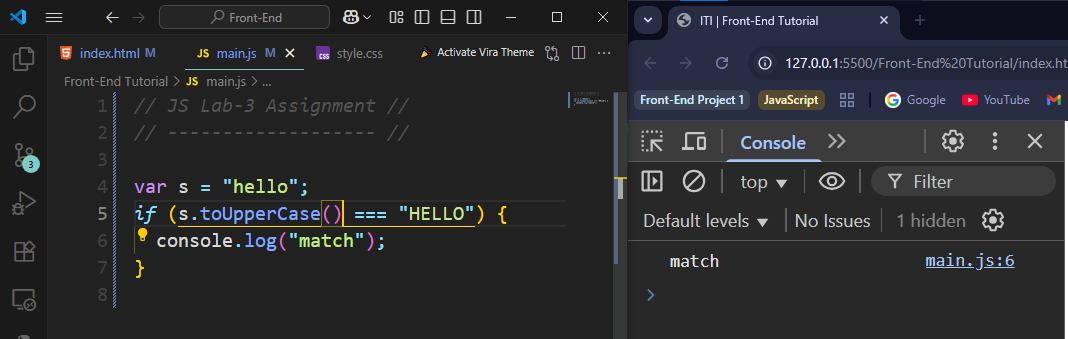 Front-End
index.html M
main.js M
style.css
Activate Vira Theme
Front-End Tutorial > main.js > ...
1 // JS Lab-3 Assignment //
2 // ------------------- //
3
4 var s = "hello";
5 if (s.toUpperCase() === "HELLO") {
6 console.log("match");
7 }
8
3
ITI | Front-End Tutorial
127.0.0.1:5500/Front-End%20Tutorial/index.ht
Front-End Project 1
JavaScript
Google
YouTube
Console
top
Filter
Default levels
No Issues
1 hidden
match main.js:6